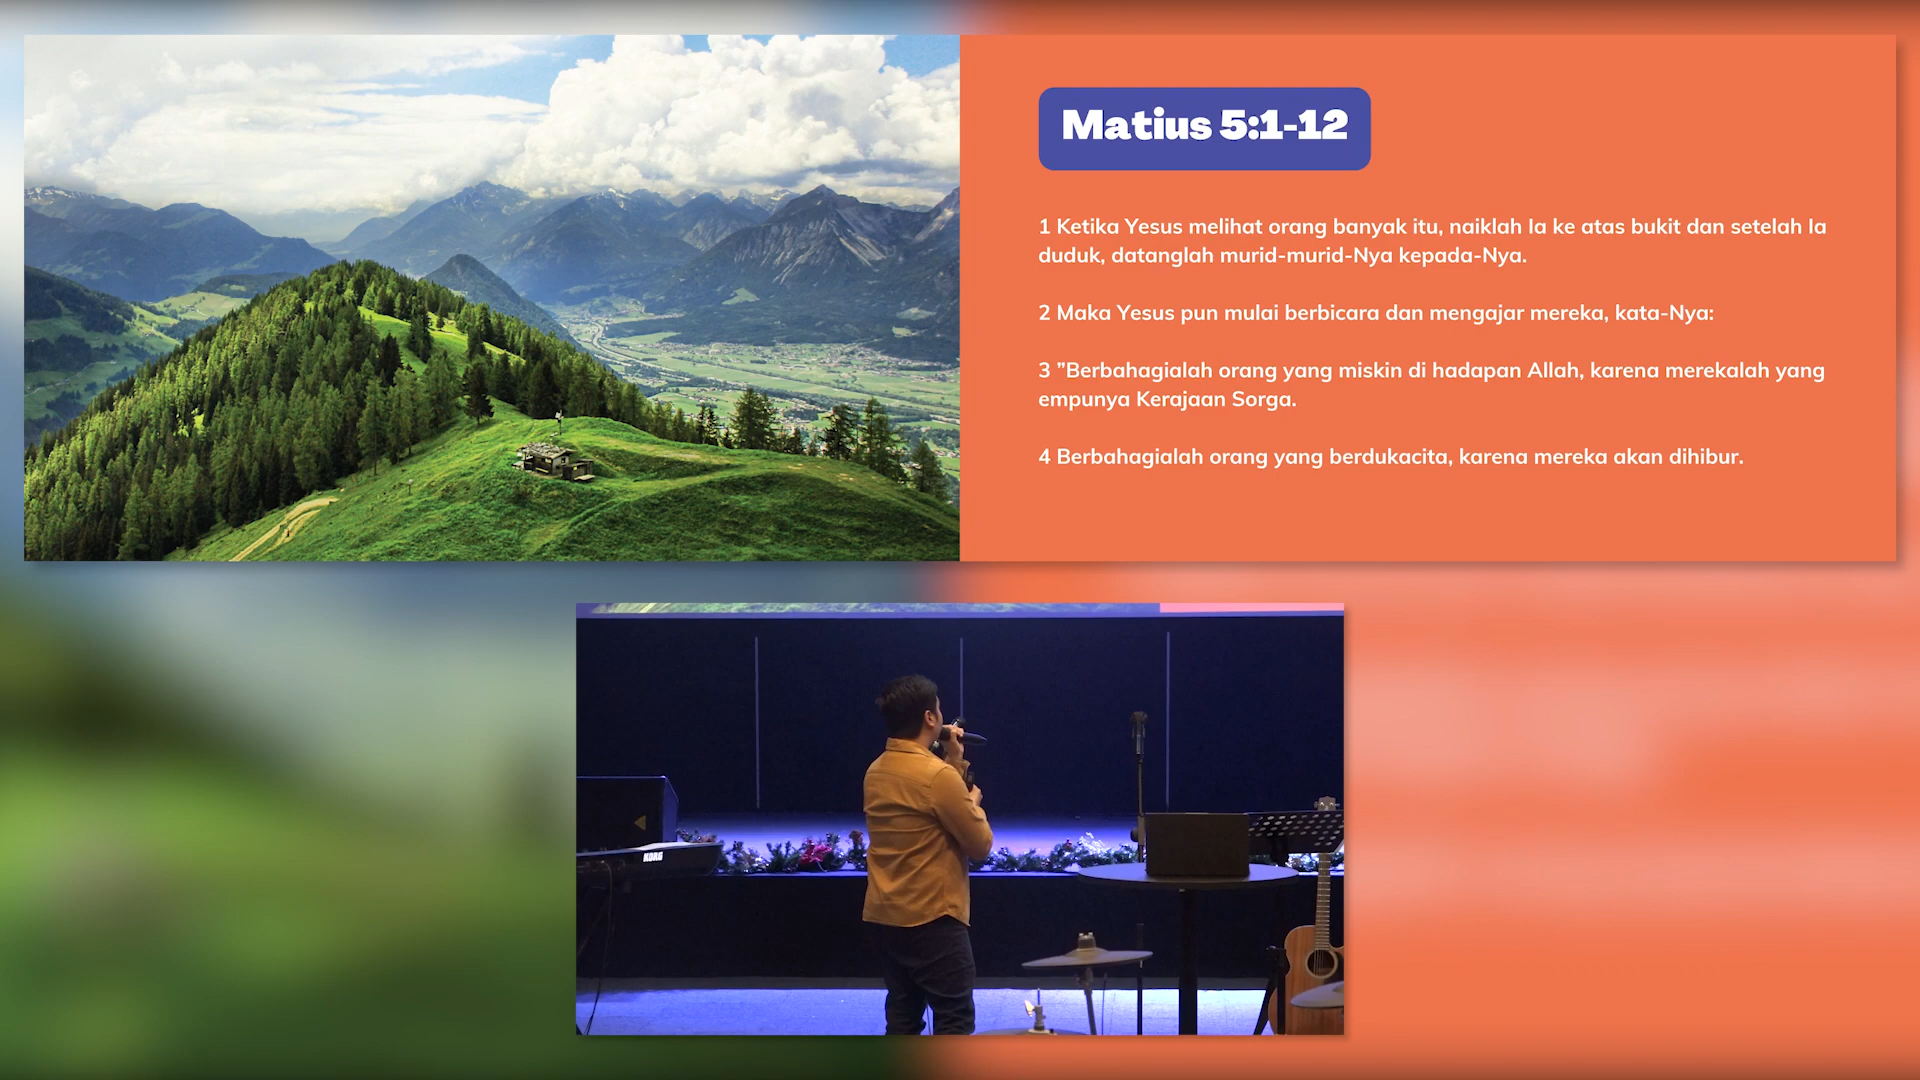 Matius 5:1-12
1 Ketika Yesus melihat orang banyak itu, naiklah Ia ke atas bukit dan setelah Ia
duduk, datanglah murid-murid-Nya kepada-Nya.
2 Maka Yesus pun mulai berbicara dan mengajar mereka, kata-Nya:
3 ”Berbahagialah orang yang miskin di hadapan Allah, karena merekalah yang
empunya Kerajaan Sorga.
4 Berbahagialah orang yang berdukacita, karena mereka akan dihibur.
KORG